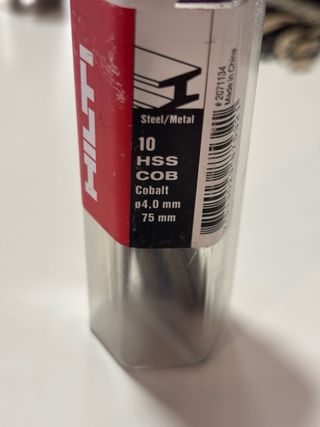 HILTI
Steel/Metal
10
HSS
COB
Cobalt
ø4,0 mm
75 mm
# 2071134
Made in China